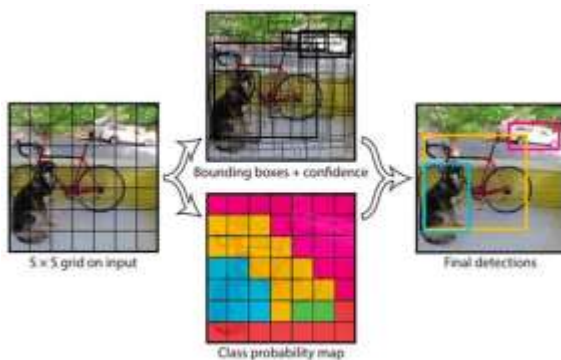 S × S grid on input
Bounding boxes + confidence
Class probability map
Final detections